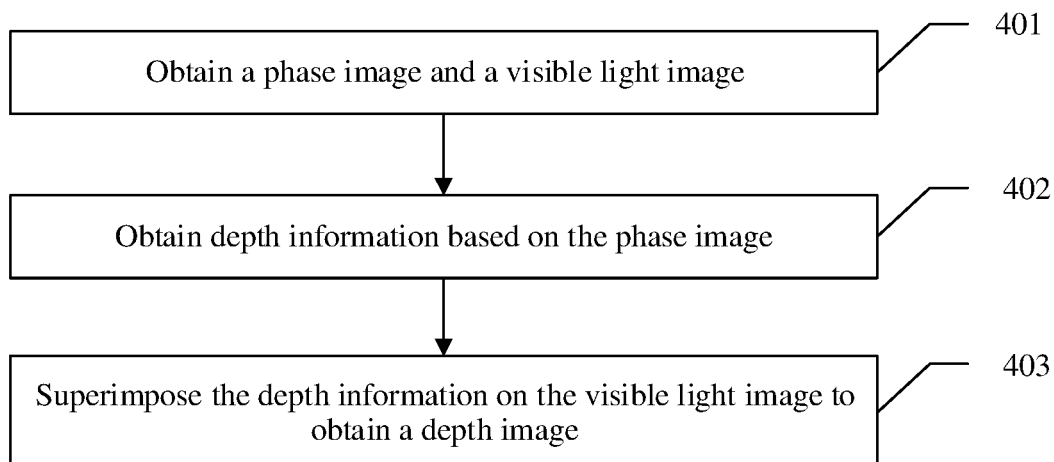 401
Obtain a phase image and a visible light image
402
Obtain depth information based on the phase image
403
Superimpose the depth information on the visible light image to
obtain a depth image